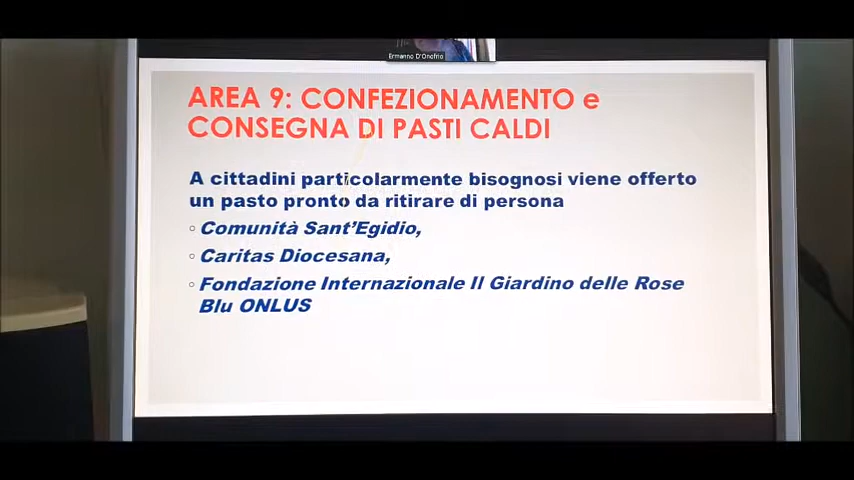 Ermanno D'Onofrio
AREA 9: CONFEZIONAMENTO e
CONSEGNA DI PASTI CALDI
A cittadini particolarmente bisognosi viene offerto
un pasto pronto da ritirare di persona
◦ Comunità Sant'Egidio,
◦ Caritas Diocesana,
◦ Fondazione Internazionale Il Giardino delle Rose
Blu ONLUS